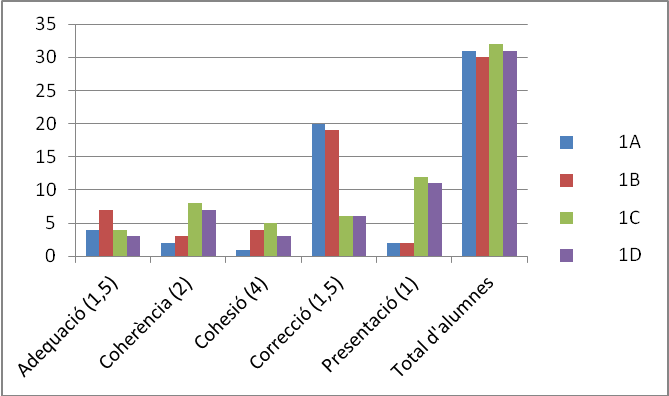 35
30
25
20
15
10
5
0
Adequació (1,5)
Coherència (2)
Cohesió (4)
Correcció (1,5)
Presentació (1)
Total d'alumnes
1A
1B
1C
1D